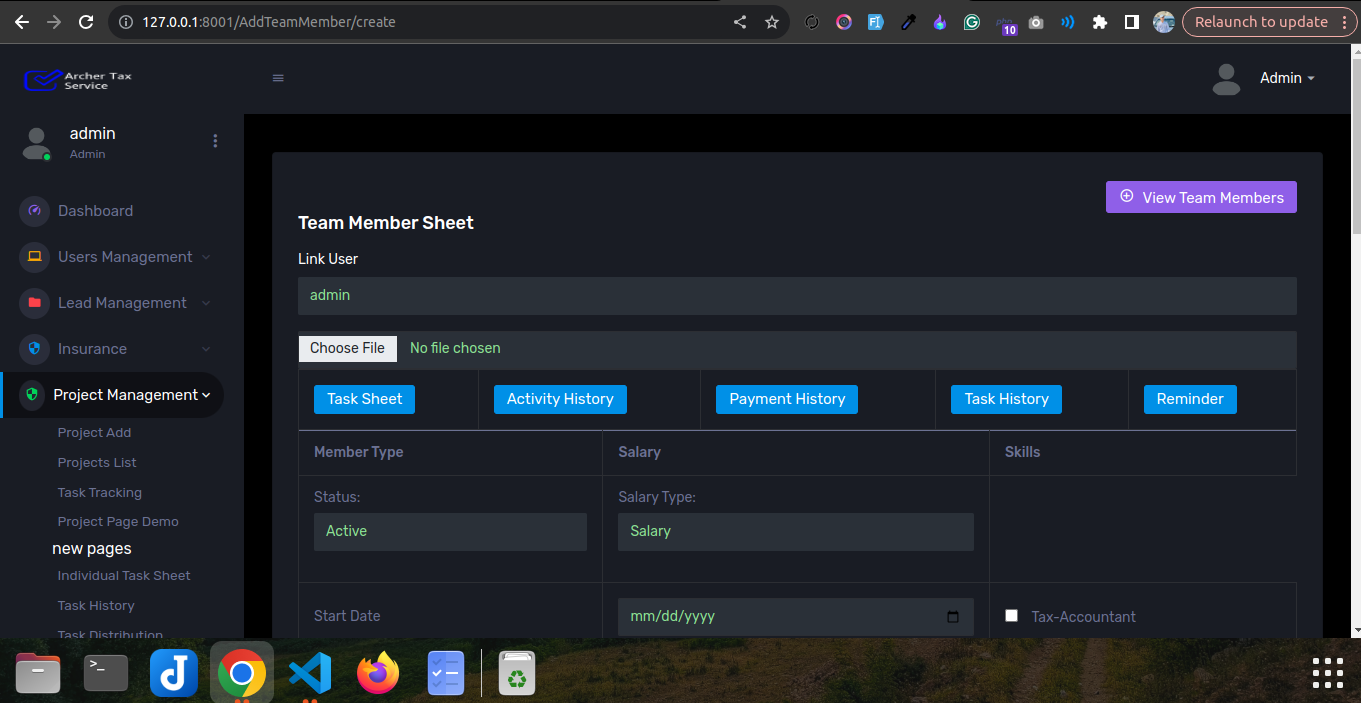 127.0.0.1:8001/AddTeamMember/create
10
Relaunch to update
Archer Tax
Service
Admin
admin
Admin
Dashboard
Users Management
Lead Management
Insurance
Project Management
Project Add
Projects List
Task Tracking
Project Page Demo
new pages
Individual Task Sheet
Task History
Task Distribution
View Team Members
Team Member Sheet
Link User
admin
Choose File No file chosen
Task Sheet Activity History Payment History Task History Reminder
Member Type Salary Skills
Status: Salary Type:
Active Salary
Start Date mm/dd/yyyy Tax-Accountant